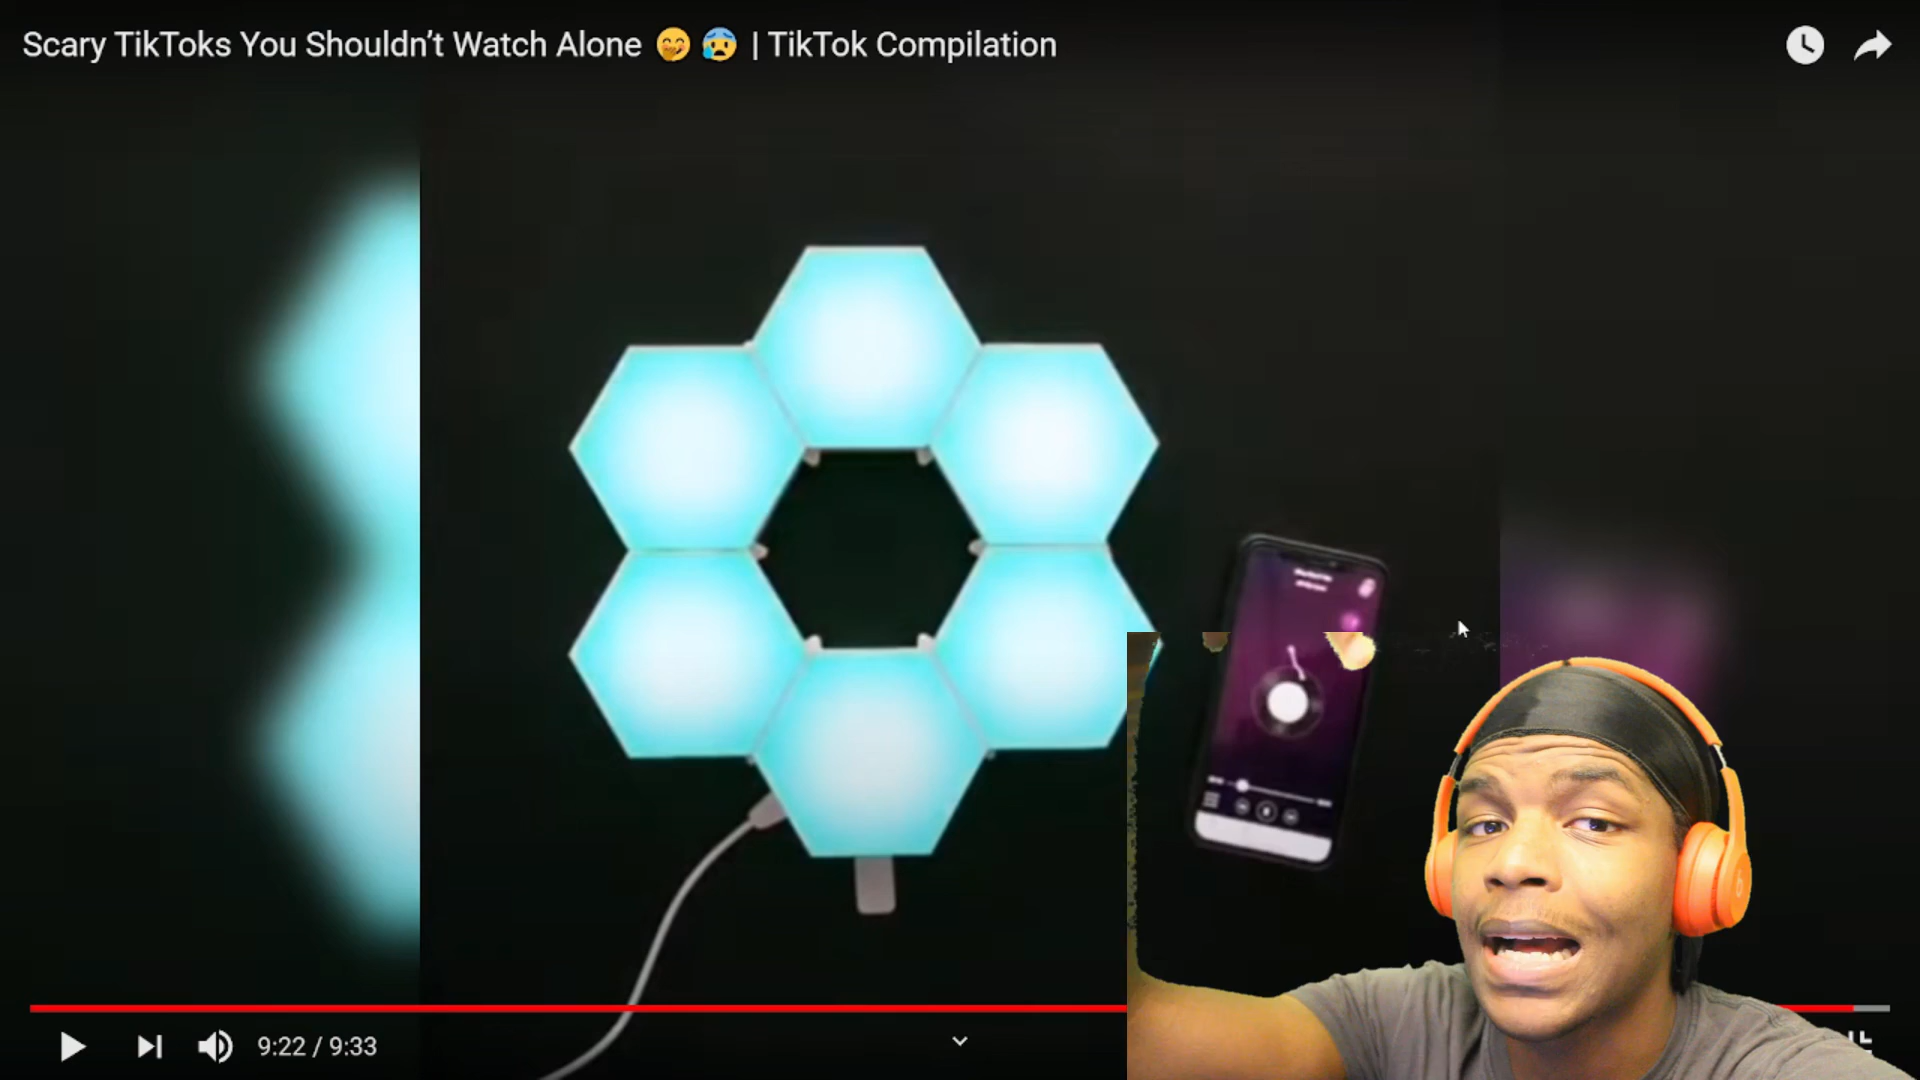 Scary TikToks You Shouldn't Watch Alone 🤭 😰 | TikTok Compilation
9:22 / 9:33